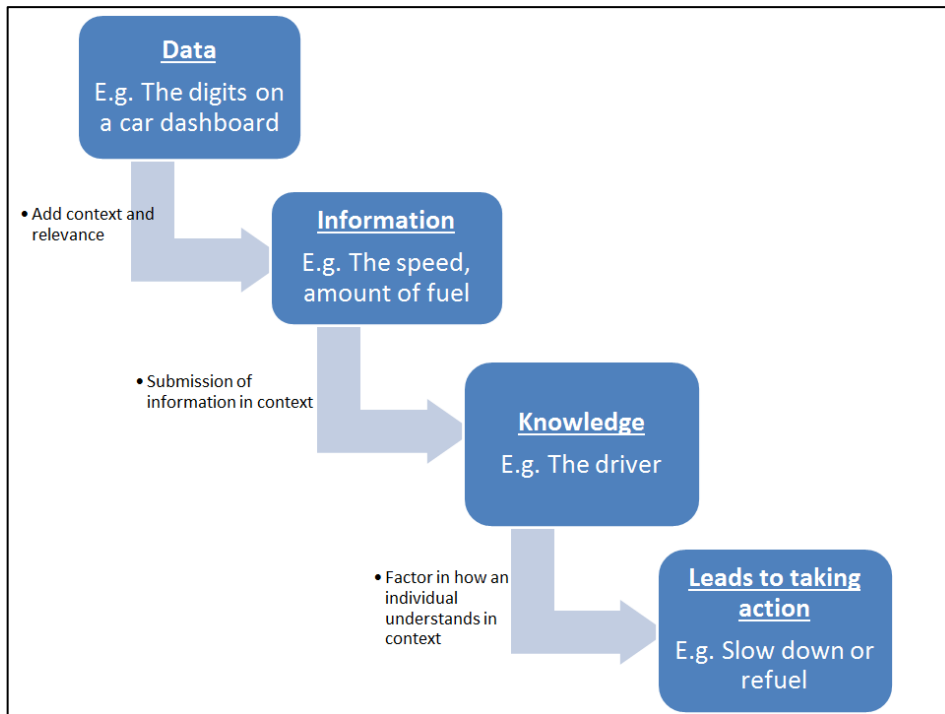 Data
E.g. The digits on
a car dashboard
• Add context and
relevance
Information
E.g. The speed,
amount of fuel
• Submission of
information in context
Knowledge
E.g. The driver
• Factor in how an
individual
understands in
context
Leads to taking
action
E.g. Slow down or
refuel